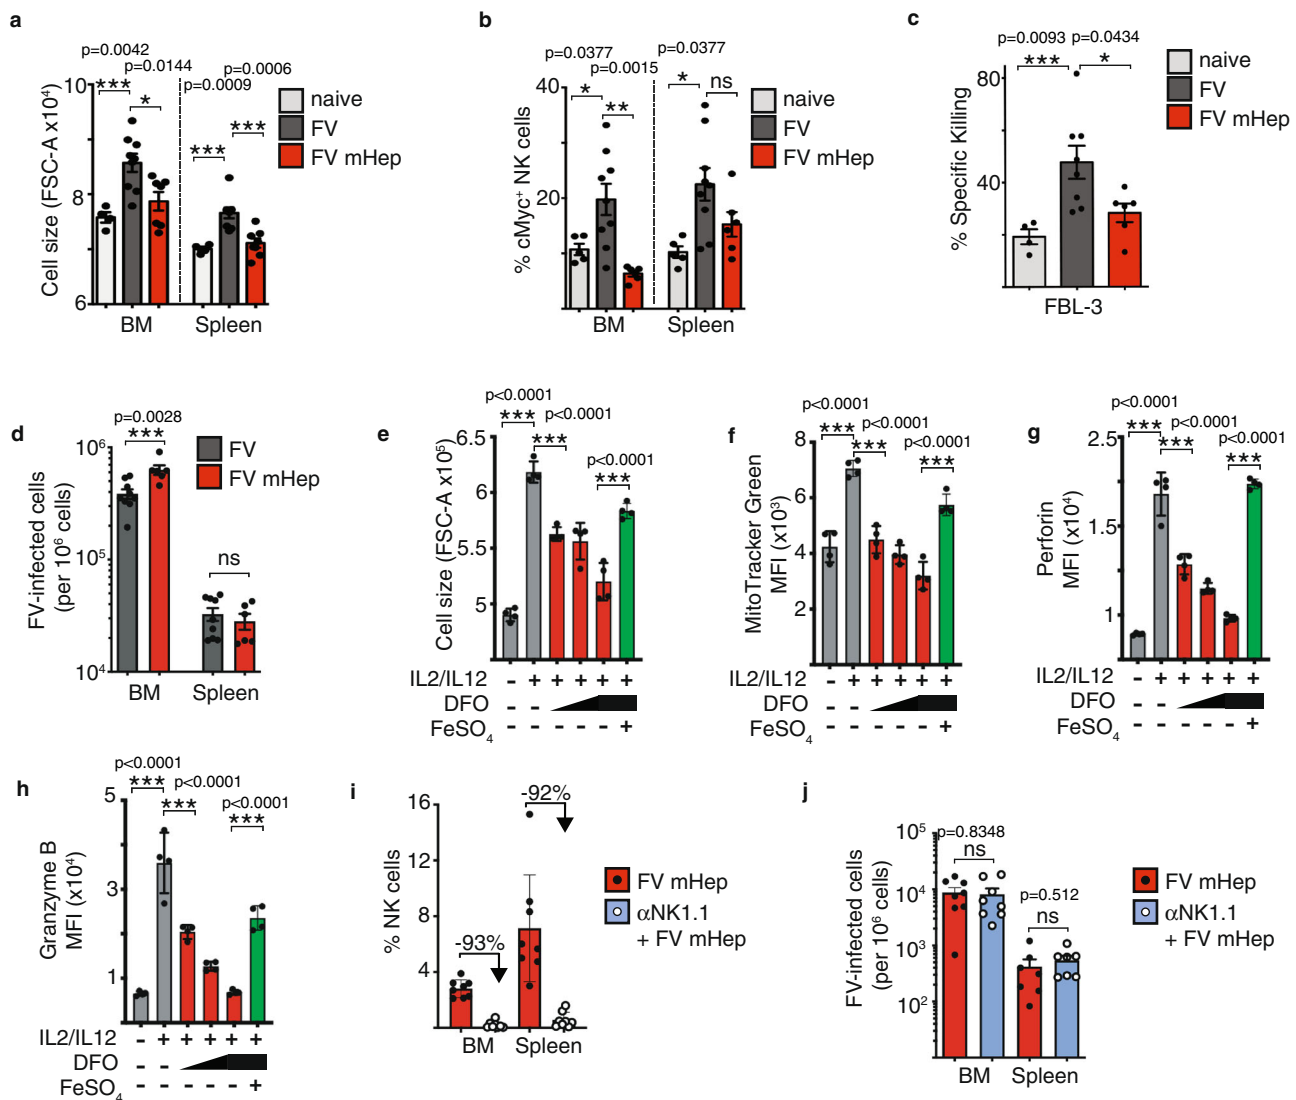 a
p=0.0042
p=0.0144
p=0.0006
p=0.0009
***
*
***
***
Cell size (FSC-A x10⁴)
10
8
6
BM
Spleen
naive
FV
FV mHep
b
p=0.0377
p=0.0015
p=0.0377
*
**
*
ns
% cMyc⁺ NK cells
40
20
BM
Spleen
naive
FV
FV mHep
c
p=0.0093
p=0.0434
***
*
% Specific Killing
80
40
FBL-3
naive
FV
FV mHep
d
p=0.0028
***
ns
FV-infected cells
(per 10⁶ cells)
10⁶
10⁵
10⁴
BM
Spleen
FV
FV mHep
e
p<0.0001
p<0.0001
p<0.0001
***
***
***
Cell size (FSC-A x10⁵)
6.5
6
5.5
5
IL2/IL12 - + + + + +
DFO - -
FeSO₄ - - - - - +
f
p<0.0001
p<0.0001
p<0.0001
***
***
***
MitoTracker Green
MFI (x10³)
8
6
4
2
IL2/IL12 - + + + + +
DFO - -
FeSO₄ - - - - - +
g
p<0.0001
p<0.0001
p<0.0001
***
***
***
Perforin
MFI (x10⁴)
2,5
1,5
1
IL2/IL12 - + + + + +
DFO - -
FeSO₄ - - - - - +
h
p<0.0001
p<0.0001
p<0.0001
***
***
***
Granzyme B
MFI (x10⁴)
5
3
1
IL2/IL12 - + + + + +
DFO - -
FeSO₄ - - - - - +
i
-93%
-92%
% NK cells
16
12
8
4
BM
Spleen
FV mHep
αNK1.1
+ FV mHep
j
p=0.8348
ns
p=0.512
ns
FV-infected cells
(per 10⁶ cells)
10⁵
10⁴
10³
10²
BM
Spleen
FV mHep
αNK1.1
+ FV mHep